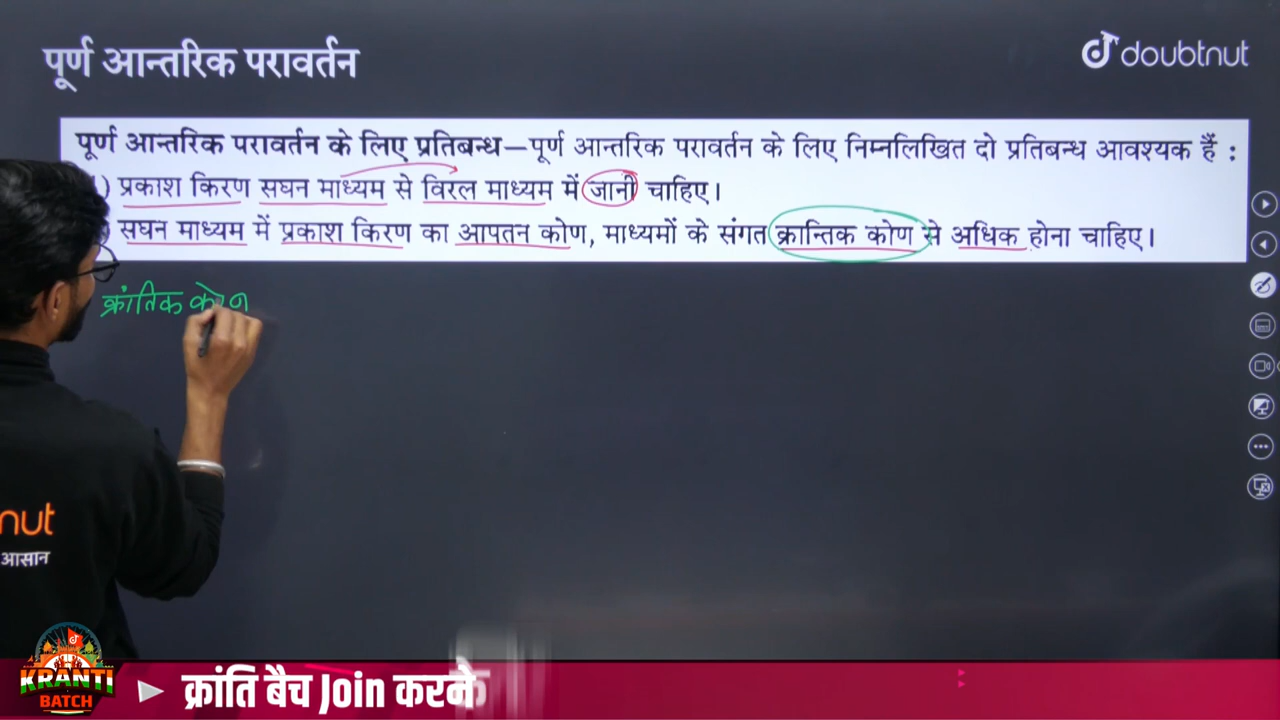 पूर्ण आन्तरिक परावर्तन
doubtnut
पूर्ण आन्तरिक परावर्तन के लिए प्रतिबन्ध—पूर्ण आन्तरिक परावर्तन के लिए निम्नलिखित दो प्रतिबन्ध आवश्यक हैं :
) प्रकाश किरण सघन माध्यम से विरल माध्यम में जानी चाहिए।
सघन माध्यम में प्रकाश किरण का आपतन कोण, माध्यमों के संगत क्रान्तिक कोण से अधिक होना चाहिए।
क्रांतिक कोण
nut
आसान
KRANTI
BATCH
क्रांति बैच Join करने